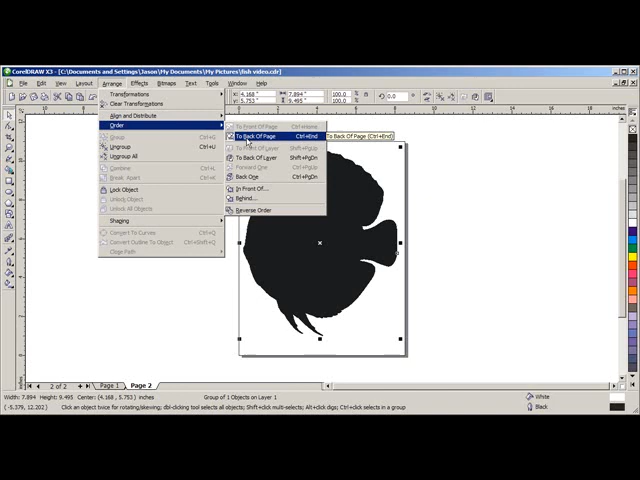 CorelDRAW X3 - [C:\Documents and Settings\Jason\My Documents\My Pictures\fish video.cdr]
File Edit View Layout Arrange Effects Bitmaps Text Tools Window Help
x: 4.168 " 7.894 " 100.0 % 0.0
y: 5.753 " 9.495 " 100.0 %
Transformations
Clear Transformations
Align and Distribute
Order
Group Ctrl+G
Ungroup Ctrl+U
Ungroup All
Combine Ctrl+L
Break Apart Ctrl+K
Lock Object
Unlock Object
Unlock All Objects
Shaping
Convert To Curves Ctrl+Q
Convert Outline To Object Ctrl+Shift+Q
Close Path
To Front Of Page Ctrl+Home
To Back Of Page Ctrl+End
To Back Of Page (Ctrl+End)
To Front Of Layer Shift+PgUp
To Back Of Layer Shift+PgDn
Forward One Ctrl+PgUp
Back One Ctrl+PgDn
In Front Of...
Behind...
Reverse Order
2 of 2 Page 1 Page 2
Width: 7.894 Height: 9.495 Center: (4.168 , 5.753 ) inches Group of 1 Objects on Layer 1 White
(-5.379, 12.202) Click an object twice for rotating/skewing; dbl-clicking tool selects all objects; Shift+click multi-selects; Alt+click digs; Ctrl+click selects in a group Black